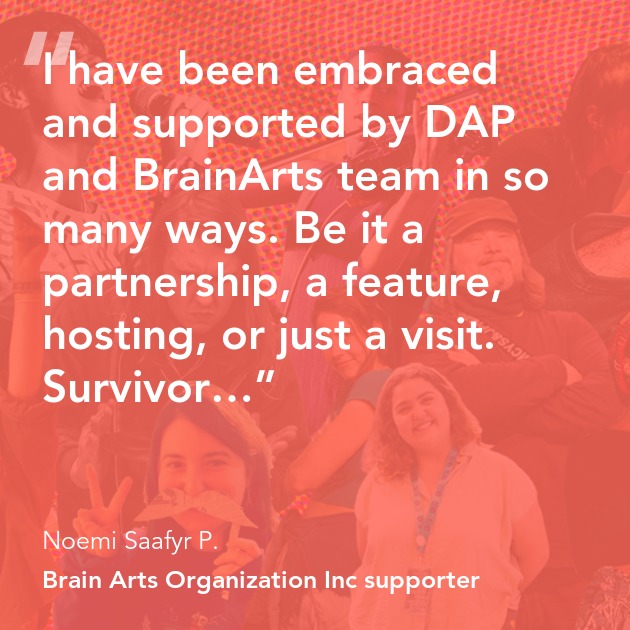 "
I have been embraced
and supported by DAP
and BrainArts team in so
many ways. Be it a
partnership, a feature,
hosting, or just a visit.
Survivor…”
Noemi Saafyr P.
Brain Arts Organization Inc supporter